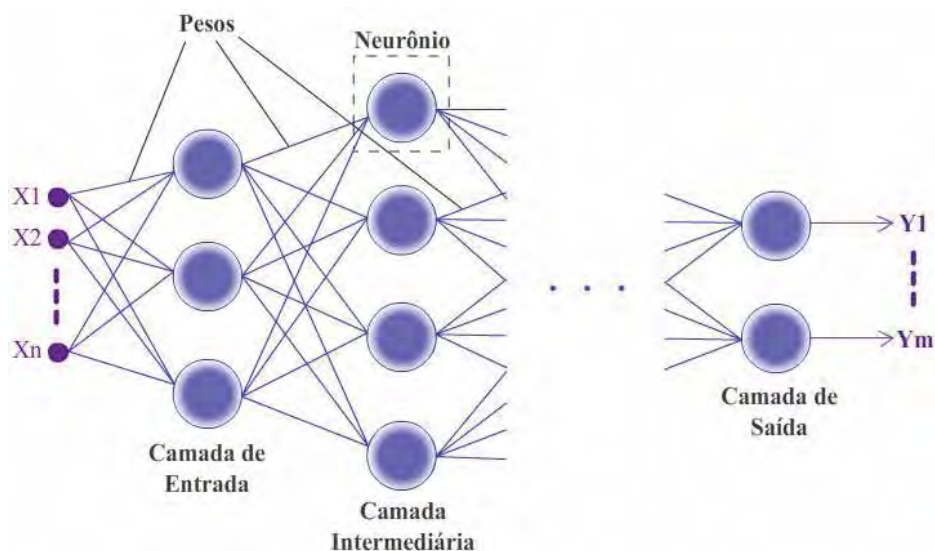 Pesos
Neurônio
X1
X2
Xn
Y1
Ym
Camada de
Entrada
Camada
Intermediária
Camada de
Saída